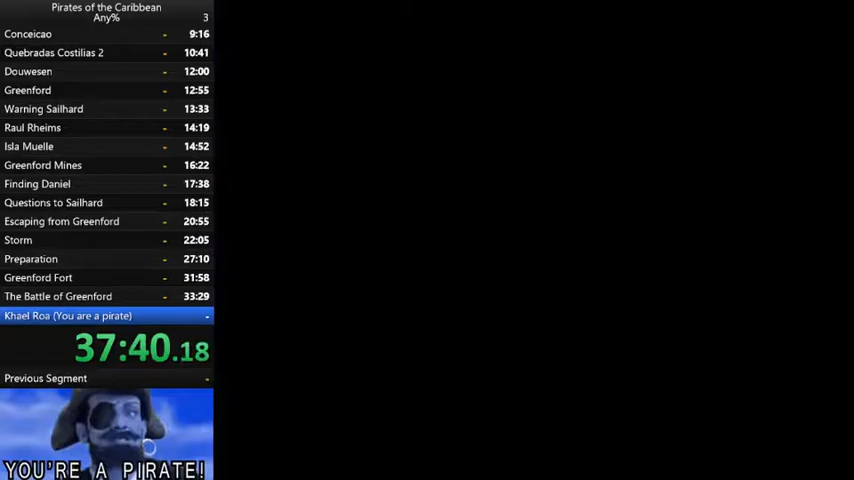 Pirates of the Caribbean
Any% 3
Conceicao - 9:16
Quebradas Costilias 2 - 10:41
Douwesen - 12:00
Greenford - 12:55
Warning Sailhard - 13:33
Raul Rheims - 14:19
Isla Muelle - 14:52
Greenford Mines - 16:22
Finding Daniel - 17:38
Questions to Sailhard - 18:15
Escaping from Greenford - 20:55
Storm - 22:05
Preparation - 27:10
Greenford Fort - 31:58
The Battle of Greenford - 33:29
Khael Roa (You are a pirate) -
37:40.18
Previous Segment -
YOU'RE A PIRATE!